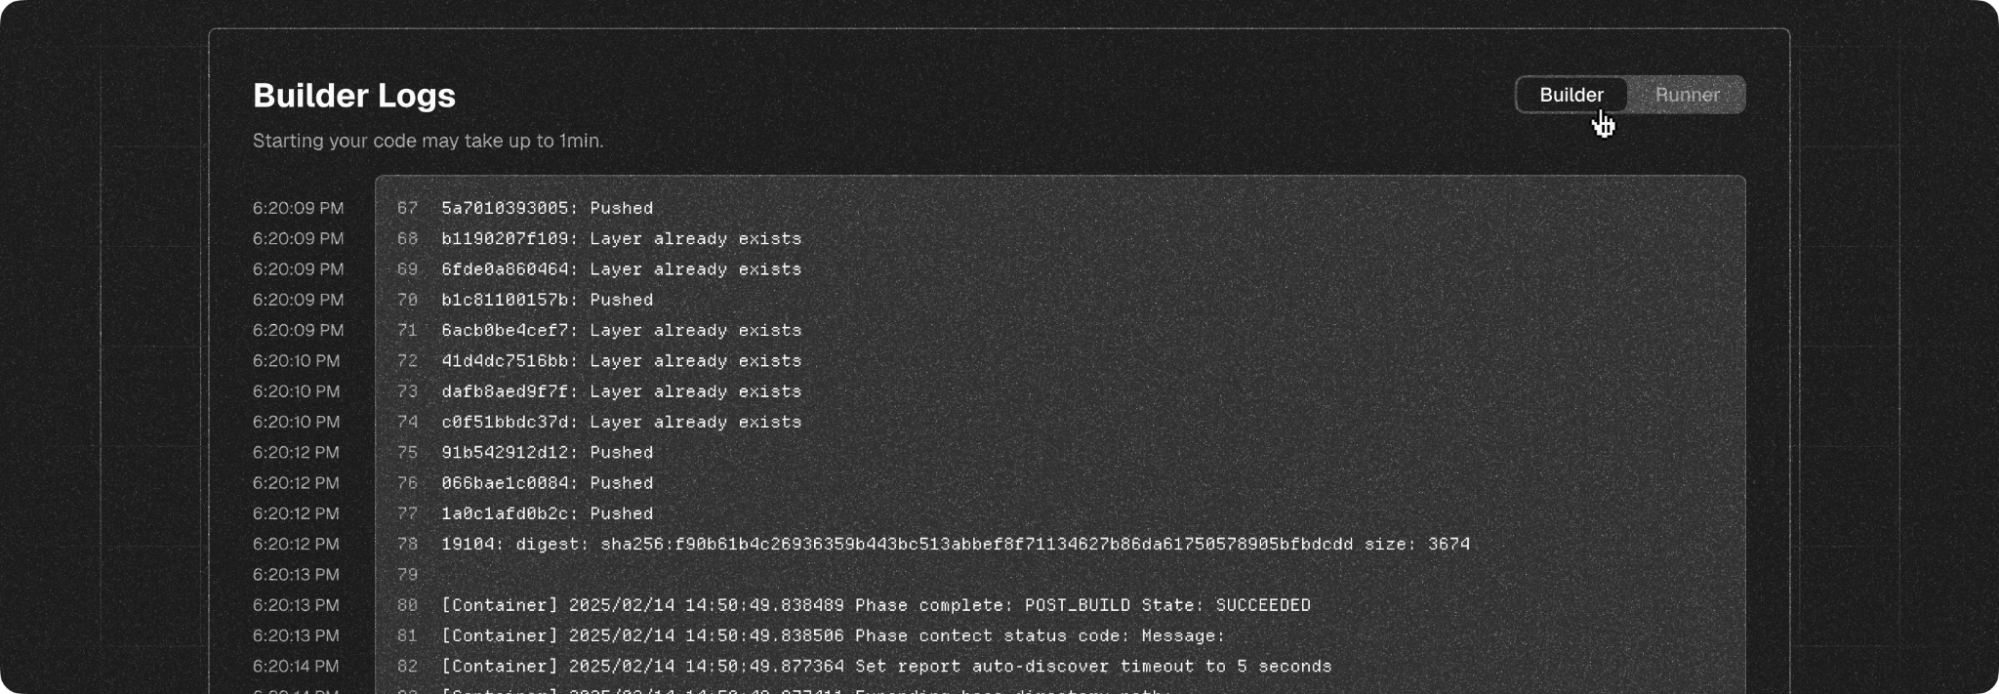 Builder Logs
Builder Runner
Starting your code may take up to 1min.
6:20:09 PM 67 5a7010393005: Pushed
6:20:09 PM 68 b1190207f109: Layer already exists
6:20:09 PM 69 6fde0a860464: Layer already exists
6:20:09 PM 70 b1c81100157b: Pushed
6:20:09 PM 71 6acb0be4cef7: Layer already exists
6:20:10 PM 72 41d4dc7516bb: Layer already exists
6:20:10 PM 73 dafb8aed9f7f: Layer already exists
6:20:10 PM 74 c0f51bbdc37d: Layer already exists
6:20:12 PM 75 91b542912d12: Pushed
6:20:12 PM 76 066bae1c0084: Pushed
6:20:12 PM 77 1a0c1afd0b2c: Pushed
6:20:12 PM 78 19104: digest: sha256:f90b61b4c26936359b443bc513abbef8f71134627b86da61750578905bfbdcdd size: 3674
6:20:13 PM 79
6:20:13 PM 80 [Container] 2025/02/14 14:50:49.838489 Phase complete: POST_BUILD State: SUCCEEDED
6:20:13 PM 81 [Container] 2025/02/14 14:50:49.838506 Phase contect status code: Message:
6:20:14 PM 82 [Container] 2025/02/14 14:50:49.877364 Set report auto-discover timeout to 5 seconds